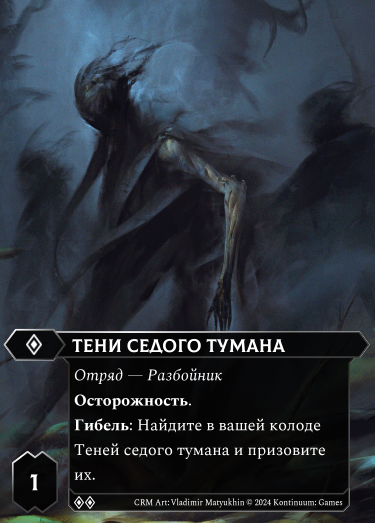 ТЕНИ СЕДОГО ТУМАНА
Отряд — Разбойник
Осторожность.
Гибель: Найдите в вашей колоде
Теней седого тумана и призовите
их.
1
CRM Art: Vladimir Matyukhin © 2024 Kontinuum: Games